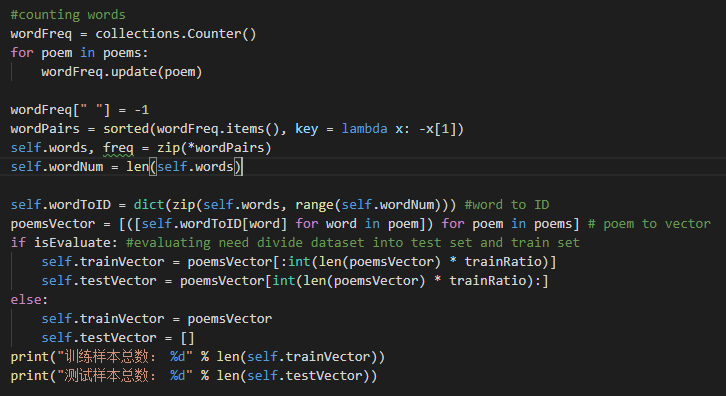 #counting words
wordFreq = collections.Counter()
for poem in poems:
    wordFreq.update(poem)

wordFreq[" "] = -1
wordPairs = sorted(wordFreq.items(), key = lambda x: -x[1])
self.words, freq = zip(*wordPairs)
self.wordNum = len(self.words)

self.wordToID = dict(zip(self.words, range(self.wordNum))) #word to ID
poemsVector = [([self.wordToID[word] for word in poem]) for poem in poems] # poem to vector
if isEvaluate: #evaluating need divide dataset into test set and train set
    self.trainVector = poemsVector[:int(len(poemsVector) * trainRatio)]
    self.testVector = poemsVector[int(len(poemsVector) * trainRatio):]
else:
    self.trainVector = poemsVector
    self.testVector = []
print("训练样本总数： %d" % len(self.trainVector))
print("测试样本总数： %d" % len(self.testVector))